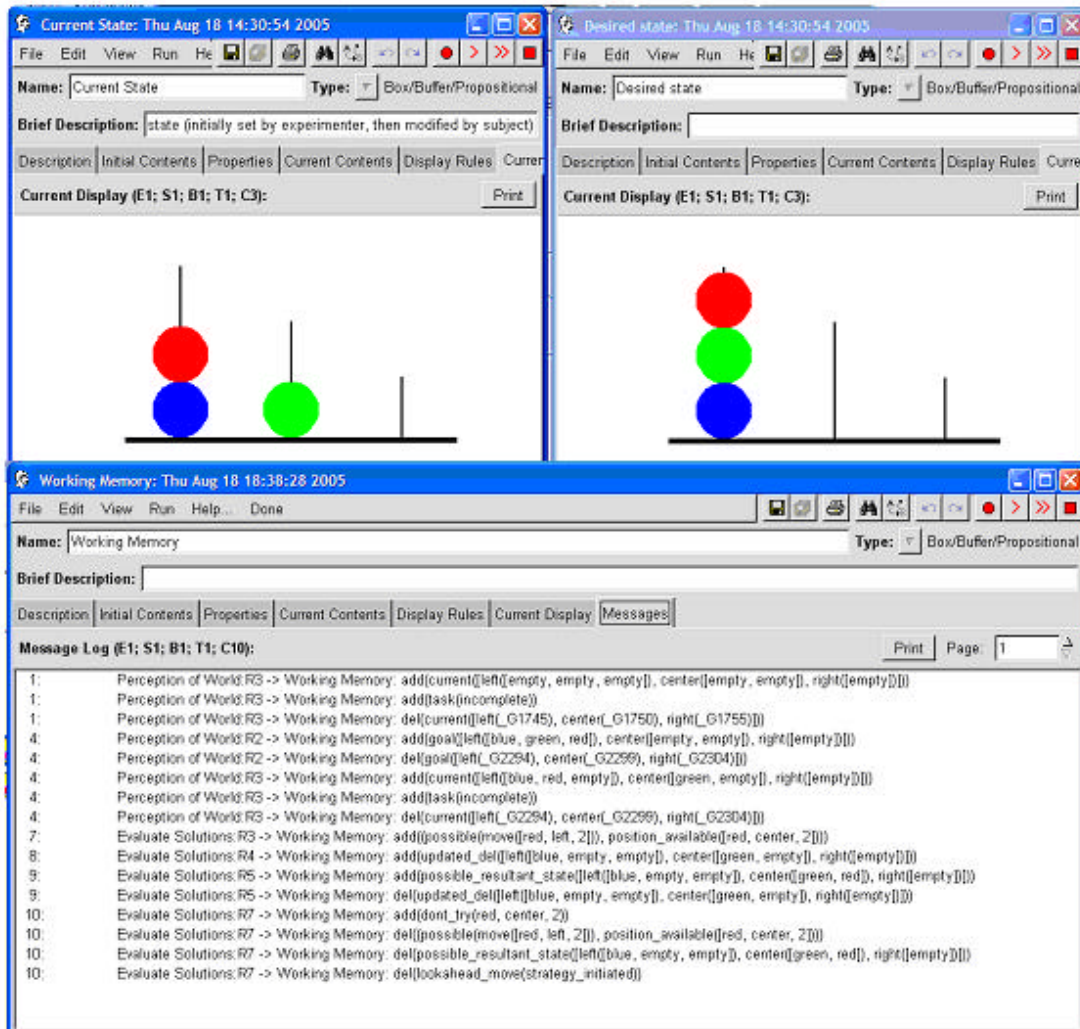 Current State: Thu Aug 18 14:30:54 2005
File Edit View Run He
Name: Current State Type: Box/Buffer/Propositional
Brief Description: state (initially set by experimenter, then modified by subject)
Description Initial Contents Properties Current Contents Display Rules Curren
Current Display (E1; S1; B1; T1; C3): Print
Desired state: Thu Aug 18 14:30:54 2005
File Edit View Run He
Name: Desired state Type: Box/Buffer/Propositional
Brief Description:
Description Initial Contents Properties Current Contents Display Rules Curre
Current Display (E1; S1; B1; T1; C3): Print
Working Memory: Thu Aug 18 18:38:28 2005
File Edit View Run Help... Done
Name: Working Memory Type: Box/Buffer/Propositional
Brief Description:
Description Initial Contents Properties Current Contents Display Rules Current Display Messages
Message Log (E1; S1; B1; T1; C10): Print Page: 1
1: Perception of World:R3 -> Working Memory: add(current([left([empty, empty, empty]), center([empty, empty]), right([empty])]))
1: Perception of World:R3 -> Working Memory: add(task(incomplete))
1: Perception of World:R3 -> Working Memory: del(current([left(_G1745), center(_G1750), right(_G1755)]))
4: Perception of World:R2 -> Working Memory: add(goal([left([blue, green, red]), center([empty, empty]), right([empty])]))
4: Perception of World:R2 -> Working Memory: del(goal([left(_G2294), center(_G2299), right(_G2304)]))
4: Perception of World:R3 -> Working Memory: add(current([left([blue, red, empty]), center([green, empty]), right([empty])]))
4: Perception of World:R3 -> Working Memory: add(task(incomplete))
4: Perception of World:R3 -> Working Memory: del(current([left(_G2294), center(_G2299), right(_G2304)]))
7: Evaluate Solutions:R3 -> Working Memory: add((possible(move([red, left, 2])), position_available([red, center, 2])))
8: Evaluate Solutions:R4 -> Working Memory: add(updated_del([left([blue, empty, empty]), center([green, empty]), right([empty])]))
9: Evaluate Solutions:R5 -> Working Memory: add(possible_resultant_state([left([blue, empty, empty]), center([green, red]), right([empty])]))
9: Evaluate Solutions:R5 -> Working Memory: del(updated_del([left([blue, empty, empty]), center([green, empty]), right([empty])]))
10: Evaluate Solutions:R7 -> Working Memory: add(dont_try(red, center, 2))
10: Evaluate Solutions:R7 -> Working Memory: del((possible(move([red, left, 2])), position_available([red, center, 2])))
10: Evaluate Solutions:R7 -> Working Memory: del(possible_resultant_state([left([blue, empty, empty]), center([green, red]), right([empty])]))
10: Evaluate Solutions:R7 -> Working Memory: del(lookahead_move(strategy_initiated))